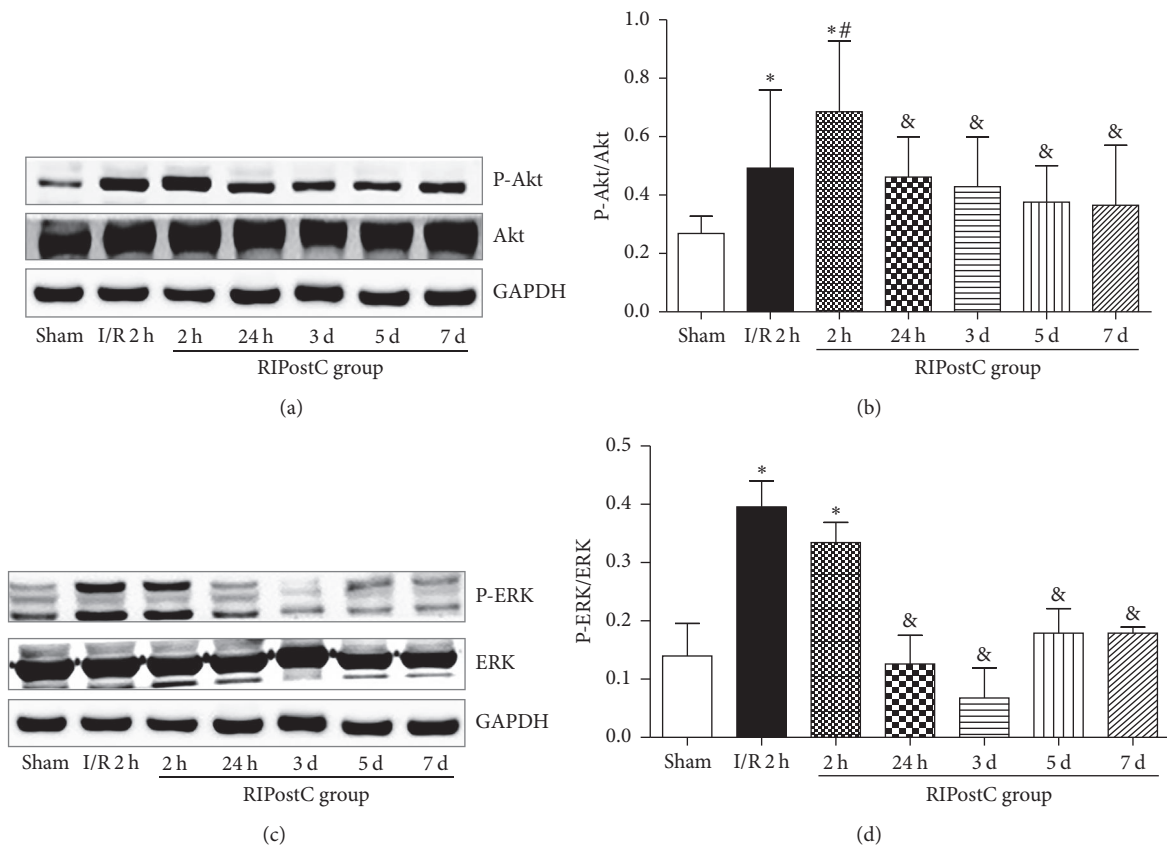 P-Akt
Akt
GAPDH
Sham I/R 2 h 2 h 24 h 3 d 5 d 7 d
RIPostC group
(a)
1.0
0.8
0.6
0.4
0.2
0.0
P-Akt/Akt
* *# & & & &
Sham I/R 2 h 2 h 24 h 3 d 5 d 7 d
RIPostC group
(b)
P-ERK
ERK
GAPDH
Sham I/R 2 h 2 h 24 h 3 d 5 d 7 d
RIPostC group
(c)
0.5
0.4
0.3
0.2
0.1
0.0
P-ERK/ERK
* * & & & &
Sham I/R 2 h 2 h 24 h 3 d 5 d 7 d
RIPostC group
(d)